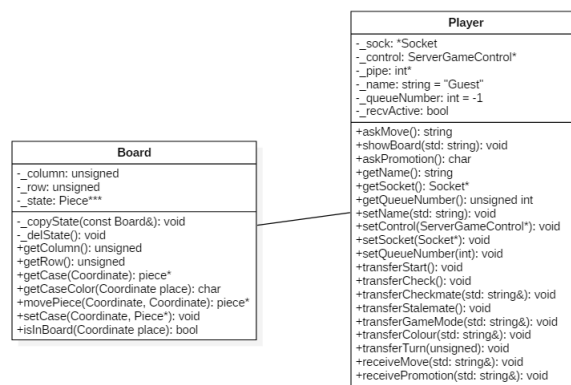 Player
-_sock: *Socket
-_control: ServerGameControl*
-_pipe: int*
-_name: string = "Guest"
-_queueNumber: int = -1
-_recvActive: bool
+askMove(): string
+showBoard(std: string): void
+askPromotion(): char
+getName(): string
+getSocket(): Socket*
+getQueueNumber(): unsigned int
+setName(std: string): void
+setControl(ServerGameControl*): void
+setSocket(Socket*): void
+setQueueNumber(int): void
+transferStart(): void
+transferCheck(): void
+transferCheckmate(std: string&): void
+transferStalemate(): void
+transferGameMode(std: string&): void
+transferColour(std: string&): void
+transferTurn(unsigned): void
+receiveMove(std: string&): void
+receivePromotion(std: string&): void
Board
-_column: unsigned
-_row: unsigned
-_state: Piece***
-_copyState(const Board&): void
-_delState(): void
+getColumn(): unsigned
+getRow(): unsigned
+getCase(Coordinate): piece*
+getCaseColor(Coordinate place): char
+movePiece(Coordinate, Coordinate): piece*
+setCase(Coordinate, Piece*): void
+isInBoard(Coordinate place): bool